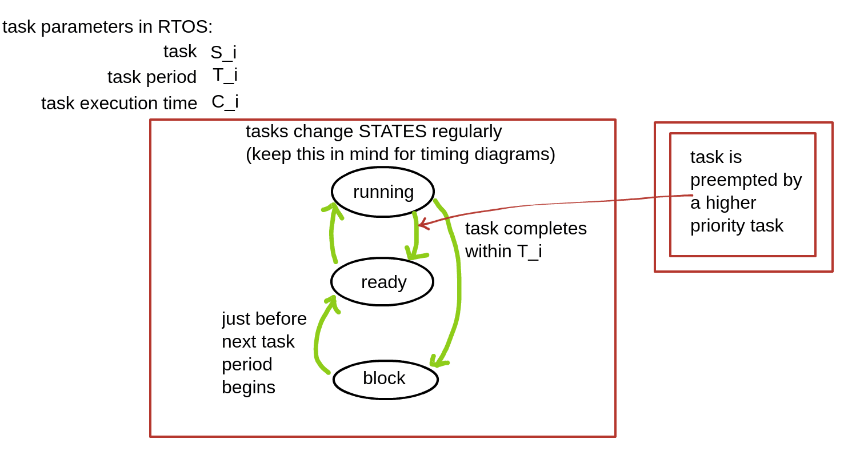 task parameters in RTOS:
task S_i
task period T_i
task execution time C_i
tasks change STATES regularly
(keep this in mind for timing diagrams)
running
task completes
within T_i
ready
just before
next task
period
begins
block
task is
preempted by
a higher
priority task